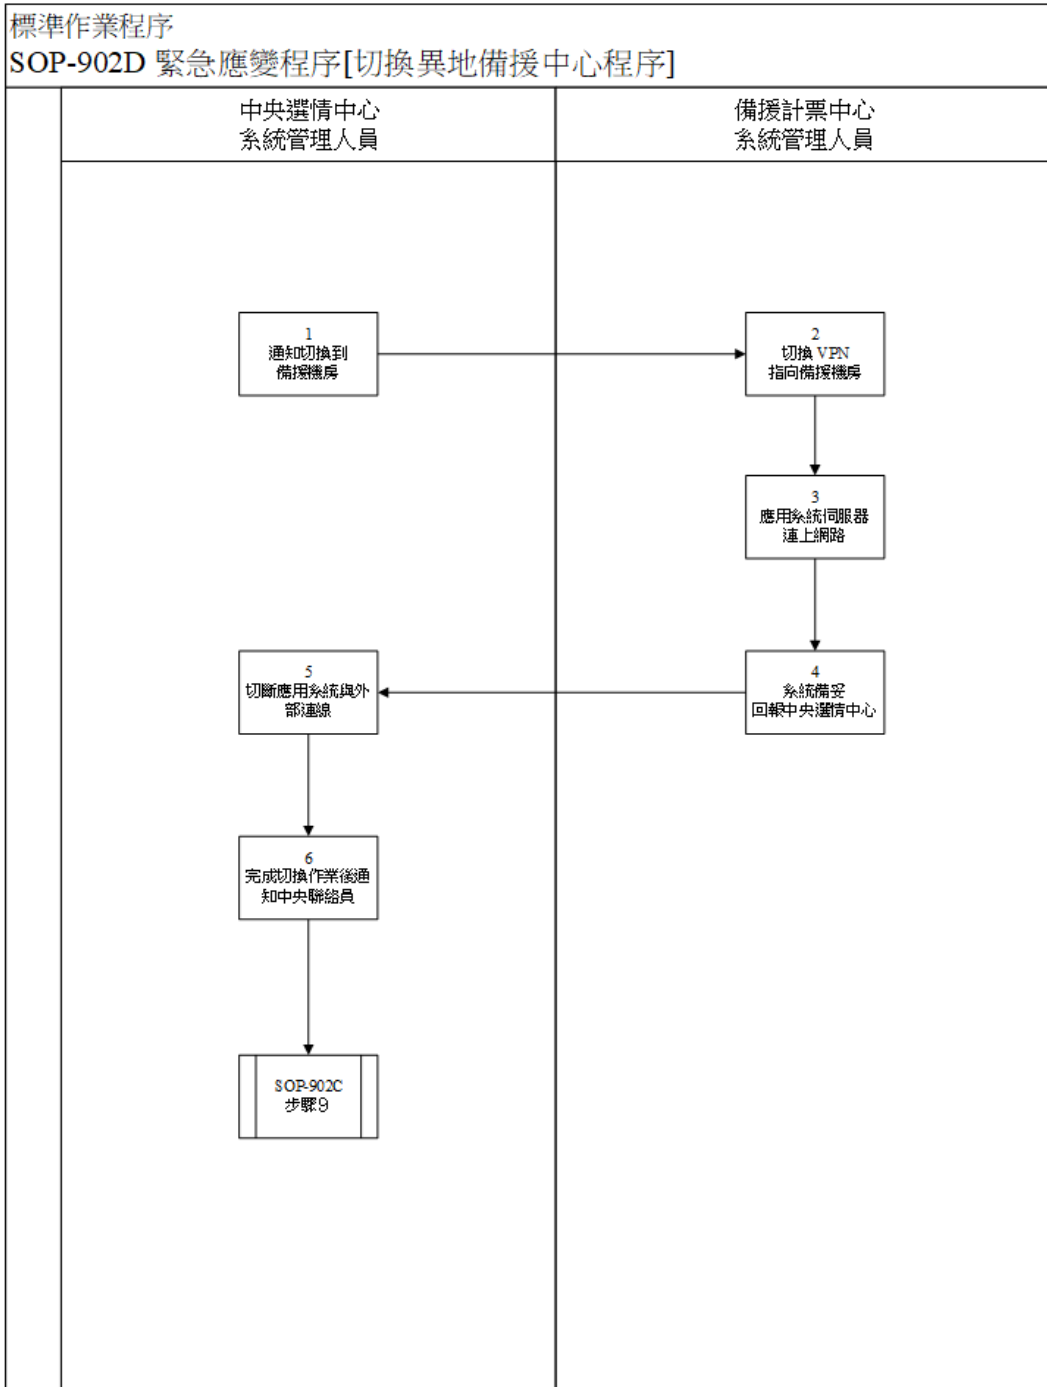 標準作業程序
SOP-902D 緊急應變程序[切換異地備援中心程序]
中央選情中心
系統管理人員
備援計票中心
系統管理人員
1
通知切換到
備援機房
2
切換 VPN
指向備援機房
3
應用系統伺服器
連上網路
4
系統備妥
回報中央選情中心
5
切斷應用系統與外
部連線
6
完成切換作業後通
知中央聯絡員
SOP-902C
步驟9